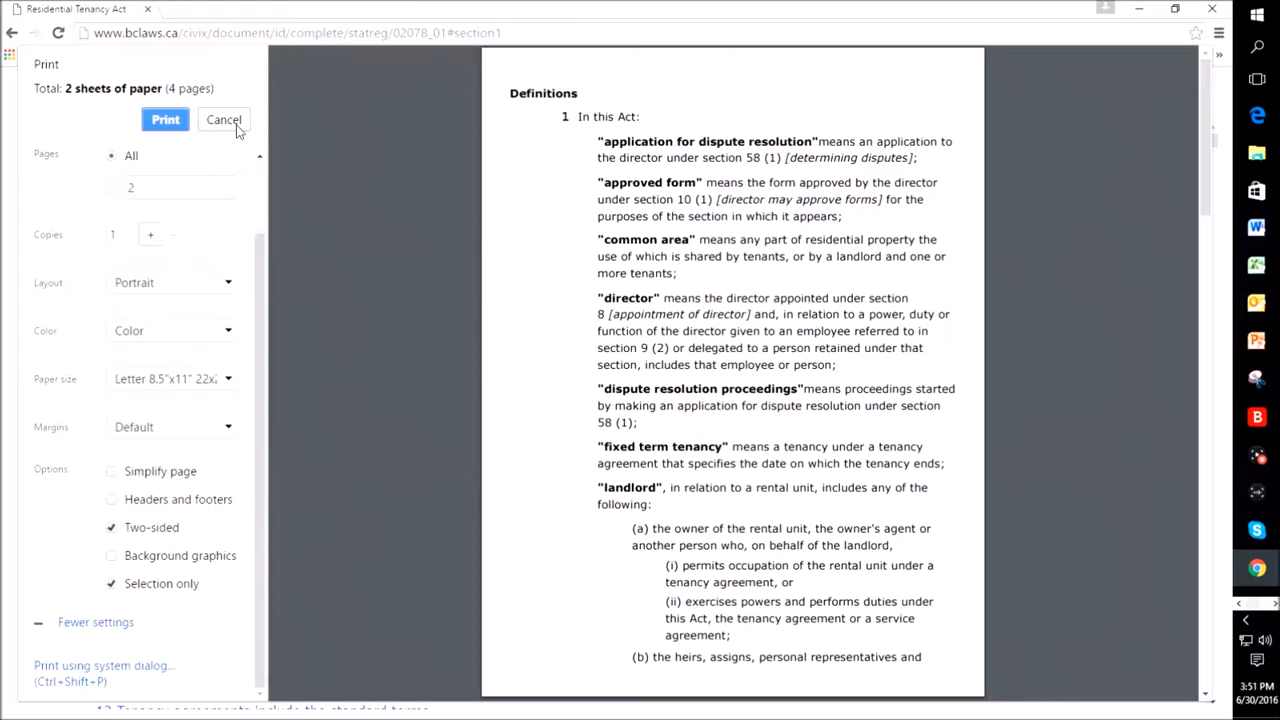 Residential Tenancy Act
www.bclaws.ca/civix/document/id/complete/statreg/02078_01#section1
Print
Total: 2 sheets of paper (4 pages)
Print
Cancel
Pages
All
2
Copies
1
+
Layout
Portrait
Color
Color
Paper size
Letter 8.5"x11" 22x
Margins
Default
Options
Simplify page
Headers and footers
Two-sided
Background graphics
Selection only
Fewer settings
Print using system dialog...
(Ctrl+Shift+P)
Definitions
1 In this Act:
"application for dispute resolution"means an application to
the director under section 58 (1) [determining disputes];
"approved form" means the form approved by the director
under section 10 (1) [director may approve forms] for the
purposes of the section in which it appears;
"common area" means any part of residential property the
use of which is shared by tenants, or by a landlord and one or
more tenants;
"director" means the director appointed under section
8 [appointment of director] and, in relation to a power, duty or
function of the director given to an employee referred to in
section 9 (2) or delegated to a person retained under that
section, includes that employee or person;
"dispute resolution proceedings"means proceedings started
by making an application for dispute resolution under section
58 (1);
"fixed term tenancy" means a tenancy under a tenancy
agreement that specifies the date on which the tenancy ends;
"landlord", in relation to a rental unit, includes any of the
following:
(a) the owner of the rental unit, the owner's agent or
another person who, on behalf of the landlord,
(i) permits occupation of the rental unit under a
tenancy agreement, or
(ii) exercises powers and performs duties under
this Act, the tenancy agreement or a service
agreement;
(b) the heirs, assigns, personal representatives and
12 Tenancy agreements include the standard terms
3:51 PM
6/30/2016